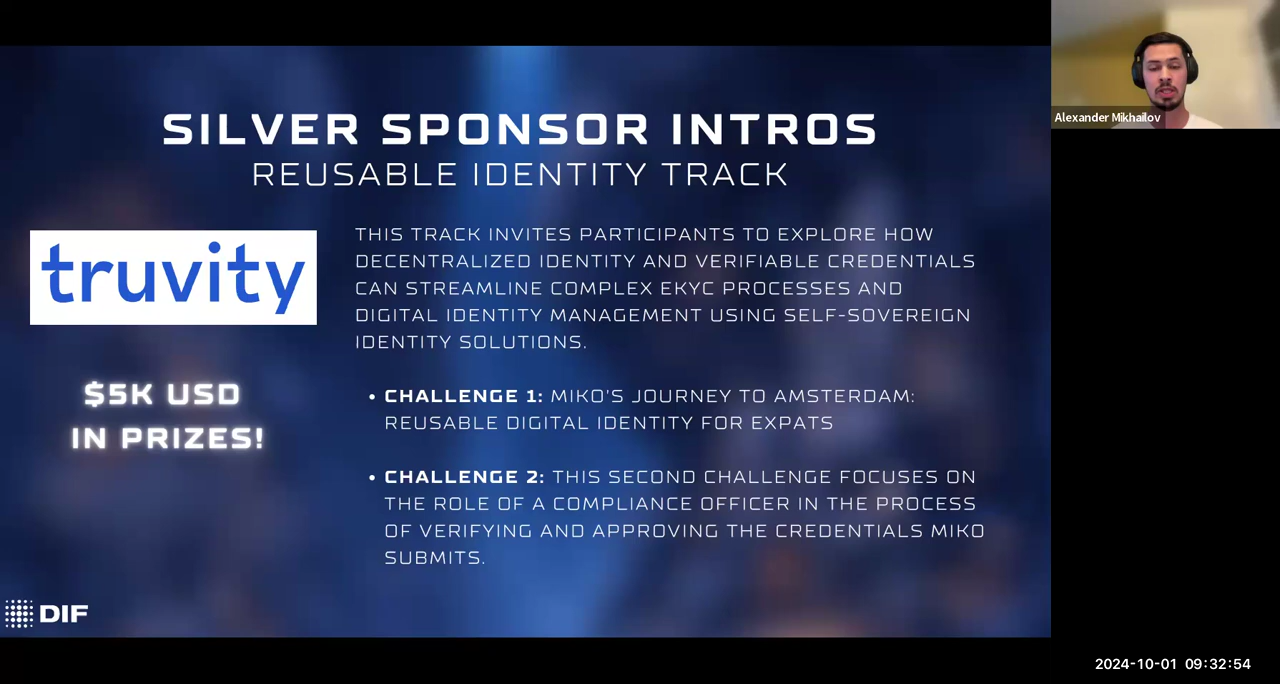 SILVER SPONSOR INTROS
REUSABLE IDENTITY TRACK
truvity
$5K USD
IN PRIZES!
THIS TRACK INVITES PARTICIPANTS TO EXPLORE HOW
DECENTRALIZED IDENTITY AND VERIFIABLE CREDENTIALS
CAN STREAMLINE COMPLEX EKYC PROCESSES AND
DIGITAL IDENTITY MANAGEMENT USING SELF-SOVEREIGN
IDENTITY SOLUTIONS.
• CHALLENGE 1: MIKO'S JOURNEY TO AMSTERDAM:
REUSABLE DIGITAL IDENTITY FOR EXPATS
• CHALLENGE 2: THIS SECOND CHALLENGE FOCUSES ON
THE ROLE OF A COMPLIANCE OFFICER IN THE PROCESS
OF VERIFYING AND APPROVING THE CREDENTIALS MIKO
SUBMITS.
DIF
Alexander Mikhailov
2024-10-01 09:32:54